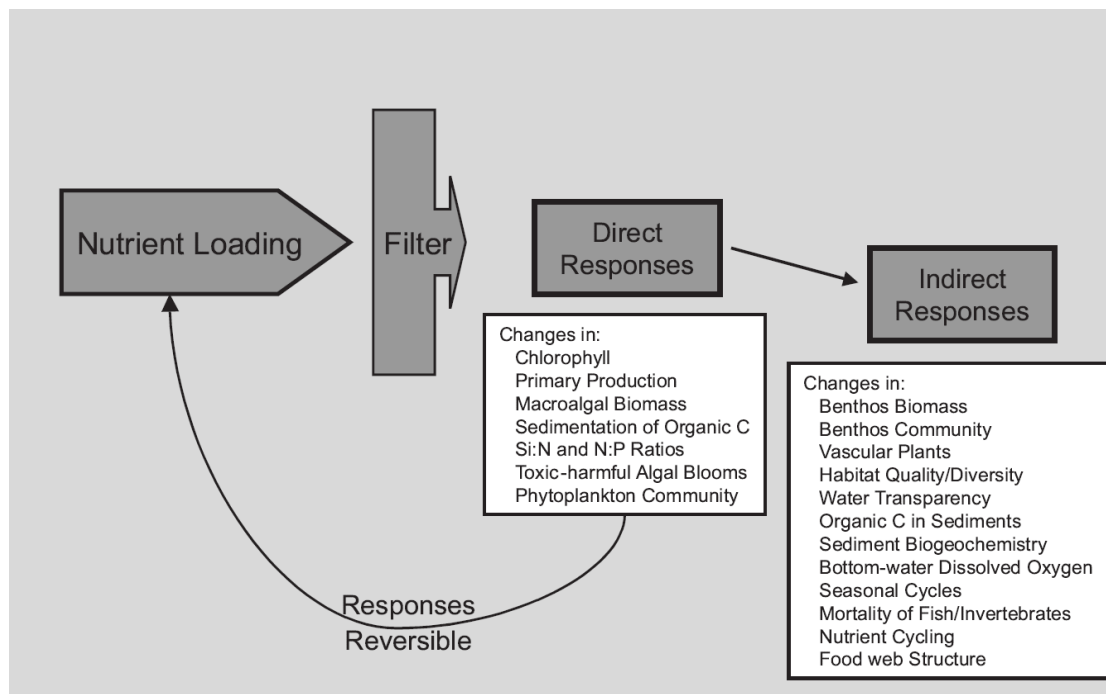 Nutrient Loading
Filter
Direct
Responses
Indirect
Responses
Changes in:
Chlorophyll
Primary Production
Macroalgal Biomass
Sedimentation of Organic C
Si:N and N:P Ratios
Toxic-harmful Algal Blooms
Phytoplankton Community
Changes in:
Benthos Biomass
Benthos Community
Vascular Plants
Habitat Quality/Diversity
Water Transparency
Organic C in Sediments
Sediment Biogeochemistry
Bottom-water Dissolved Oxygen
Seasonal Cycles
Mortality of Fish/Invertebrates
Nutrient Cycling
Food web Structure
Responses
Reversible